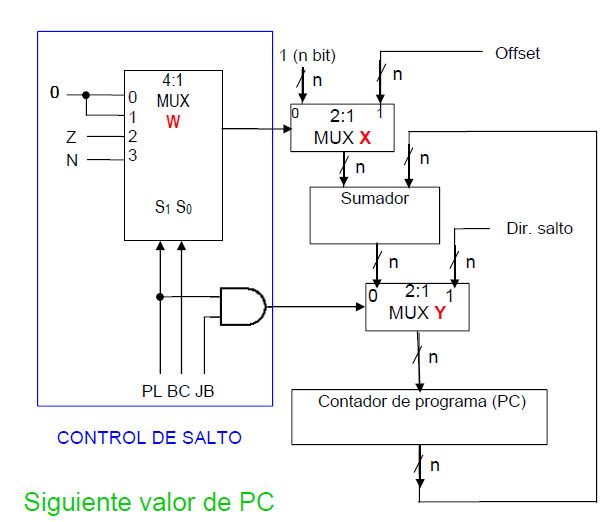 1 (n bit)
Offset
n
n
4:1
MUX
W
0
0
1
Z
2
N
3
S1 S0
0
1
2:1
MUX X
n
n
Sumador
Dir. salto
n
n
0
2:1
1
MUX Y
n
PL BC JB
Contador de programa (PC)
CONTROL DE SALTO
n
Siguiente valor de PC